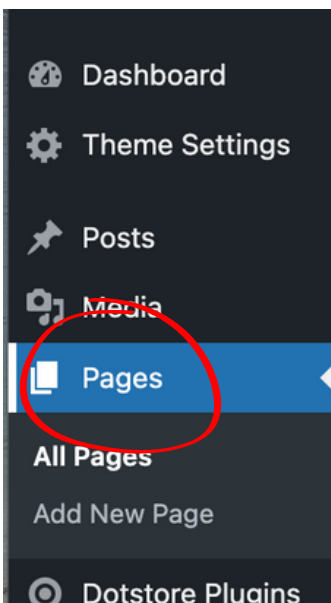 Dashboard
Theme Settings
Posts
Media
Pages
All Pages
Add New Page
Dotstore Plugins